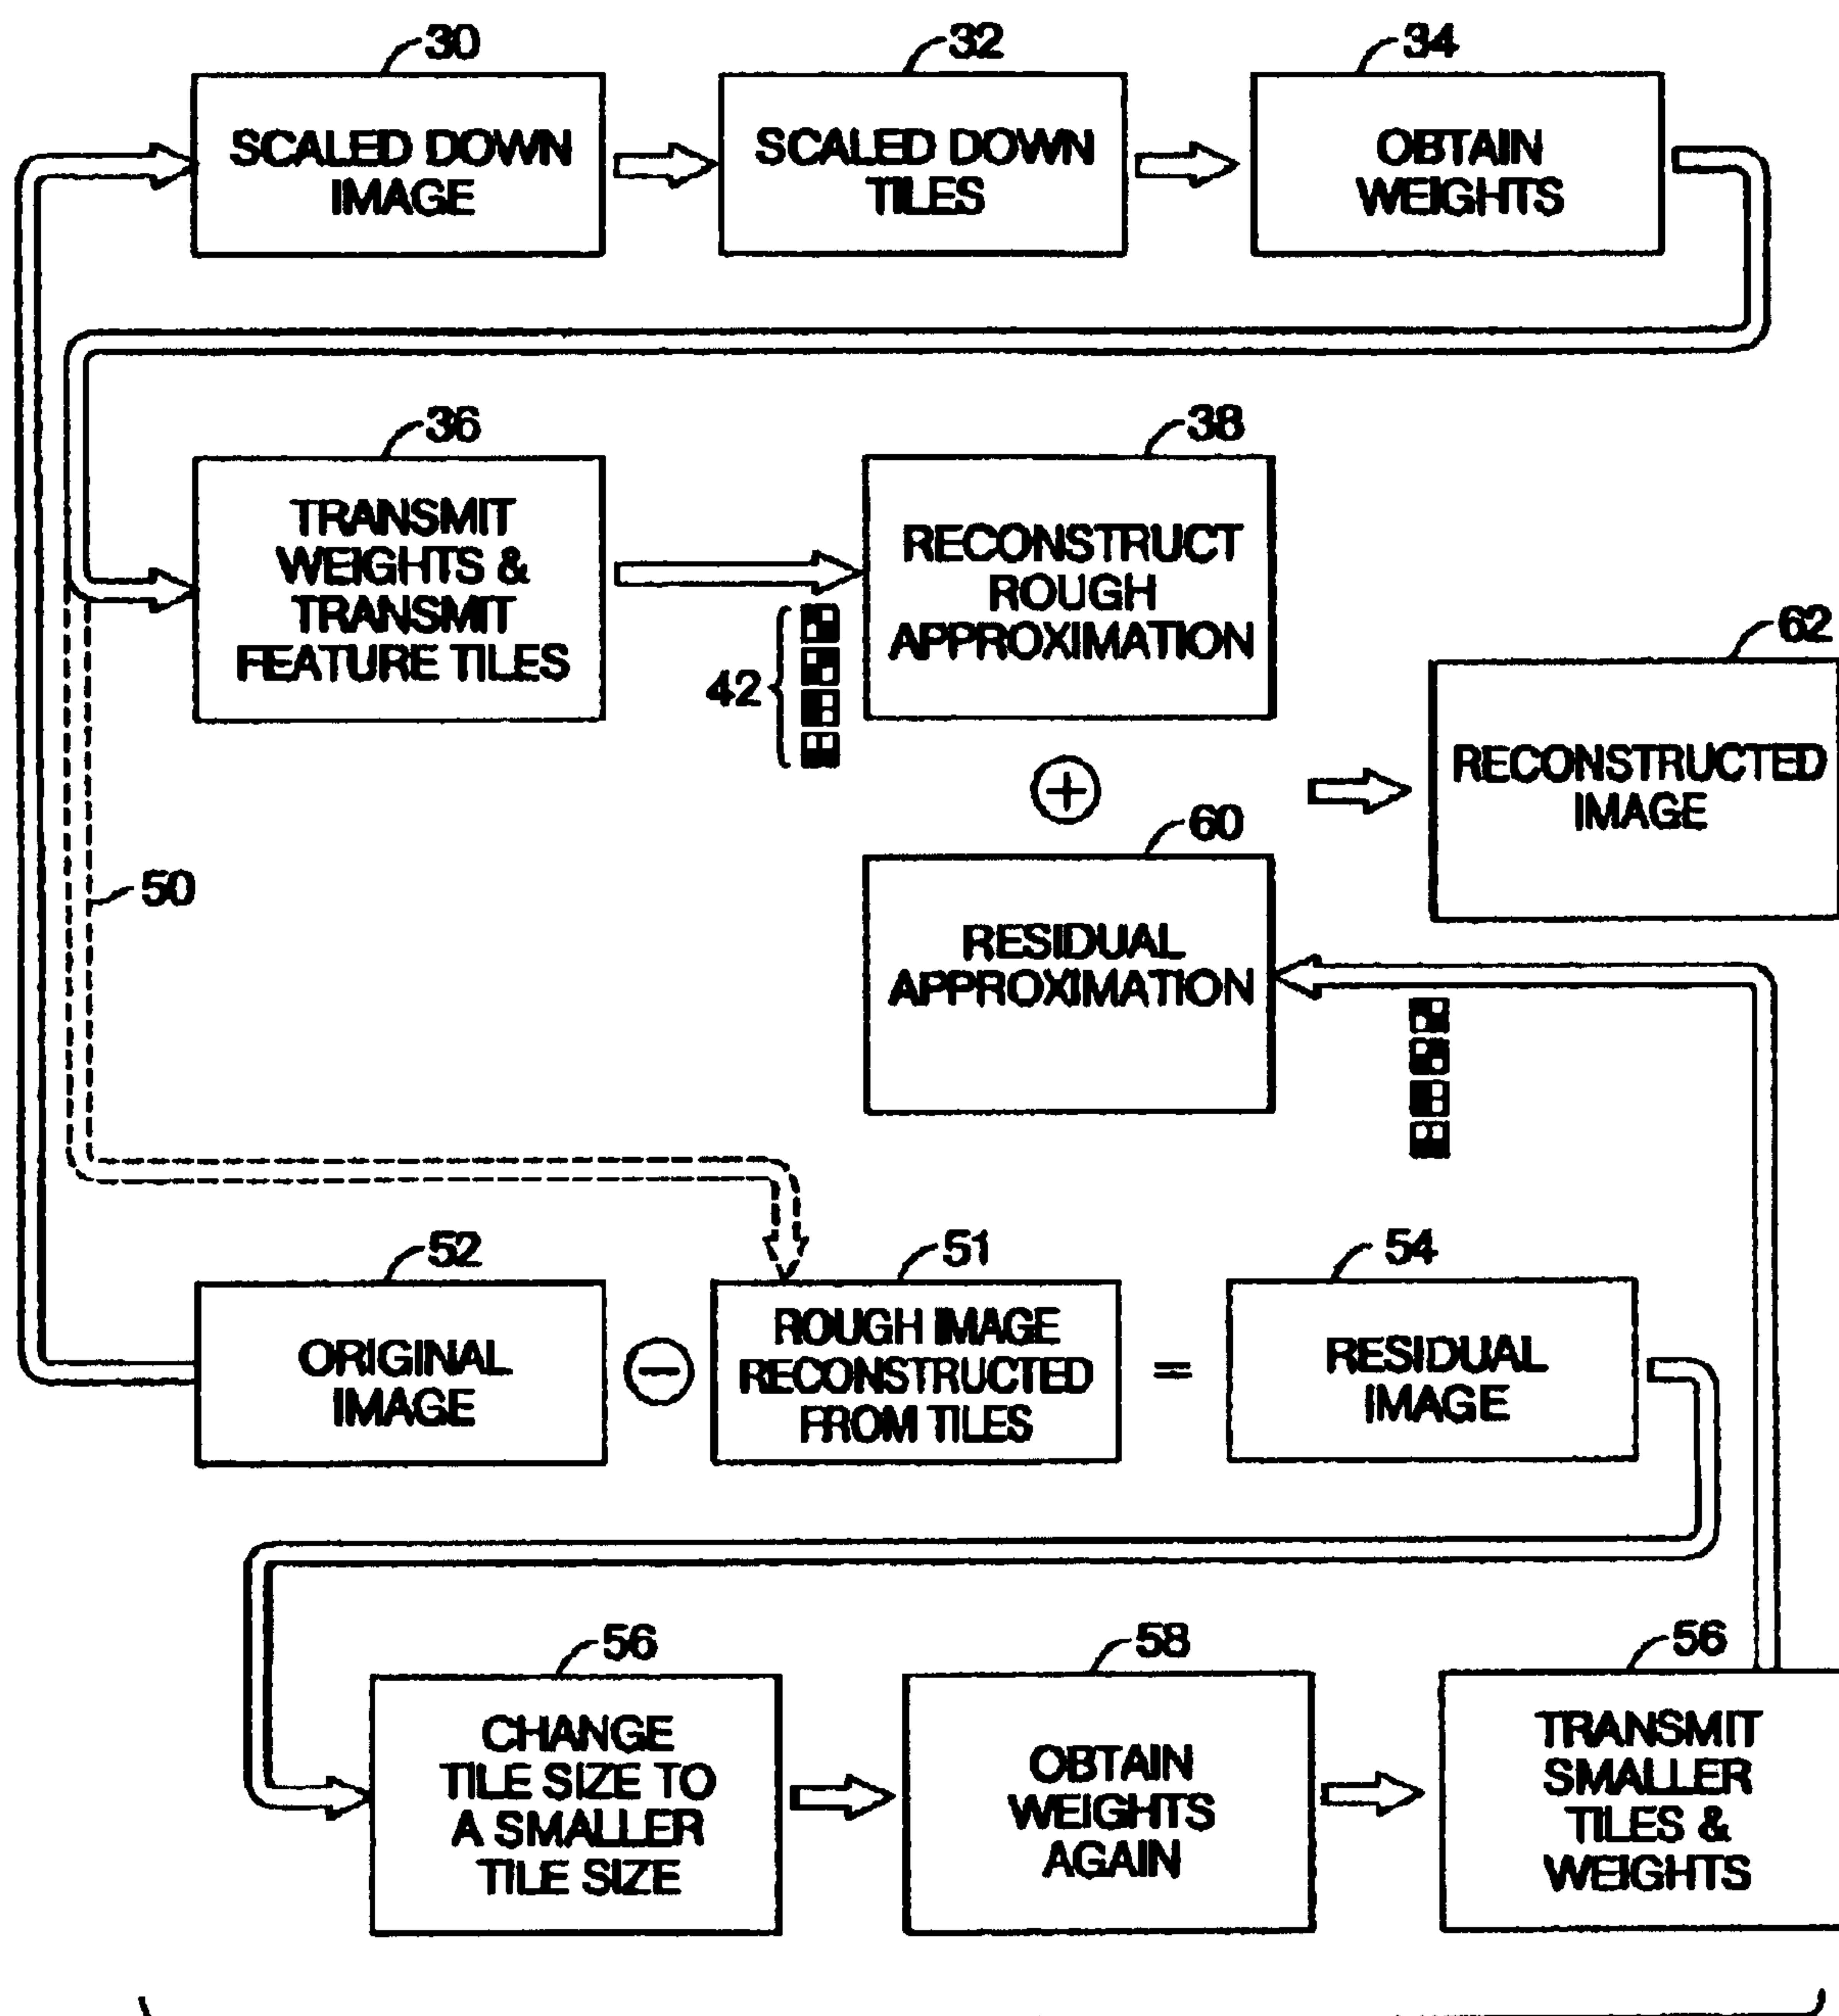 30
SCALED DOWN
IMAGE
32
SCALED DOWN
TILES
34
OBTAIN
WEIGHTS
36
TRANSMIT
WEIGHTS &
TRANSMIT
FEATURE TILES
42
38
RECONSTRUCT
ROUGH
APPROXIMATION
+
62
RECONSTRUCTED
IMAGE
60
RESIDUAL
APPROXIMATION
50
52
ORIGINAL
IMAGE
−
51
ROUGH IMAGE
RECONSTRUCTED
FROM TILES
=
54
RESIDUAL
IMAGE
56
CHANGE
TILE SIZE TO
A SMALLER
TILE SIZE
58
OBTAIN
WEIGHTS
AGAIN
56
TRANSMIT
SMALLER
TILES &
WEIGHTS